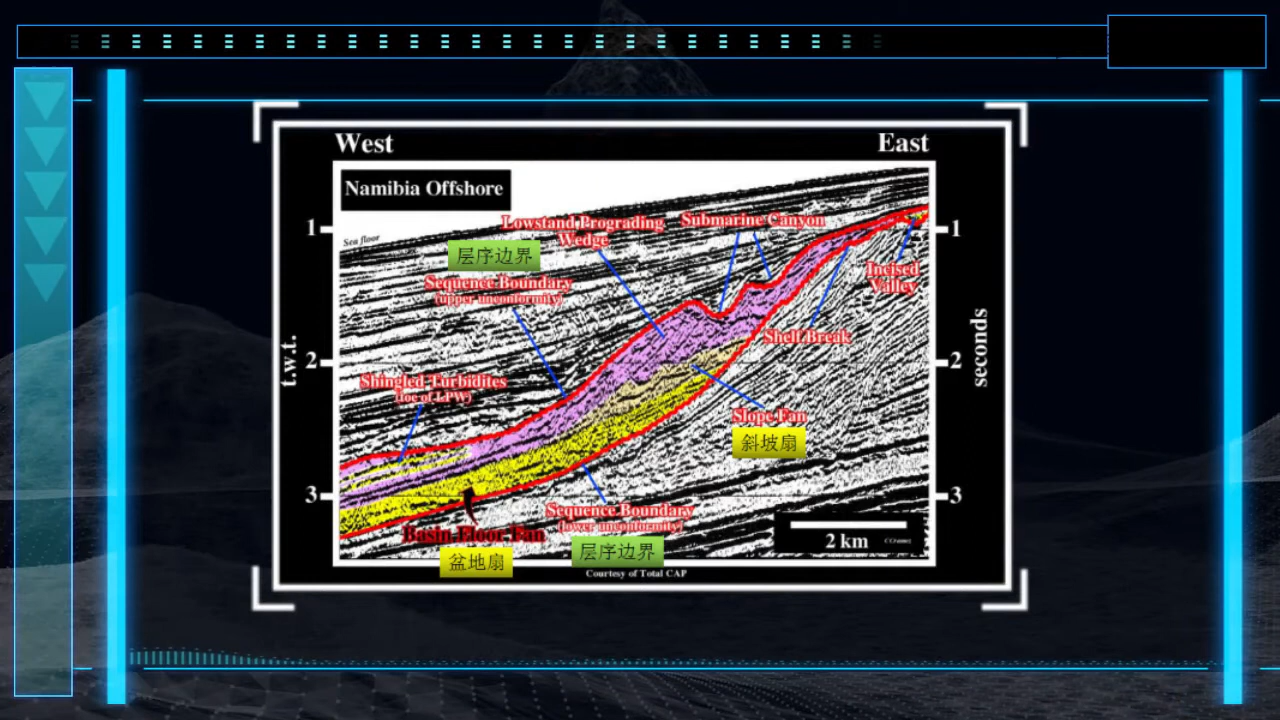 West
East
Namibia Offshore
1
1
Sea floor
Lowstand Prograding
Wedge
Submarine Canyon
层序边界
Sequence Boundary
(upper unconformity)
Incised
Valley
Shelf Break
t.w.t.
seconds
2
2
Shingled Turbidites
(toe of LPW)
Slope Fan
斜坡扇
3
3
Sequence Boundary
(lower unconformity)
Basin Floor Fan
层序边界
盆地扇
2 km
Courtesy of Total CAP